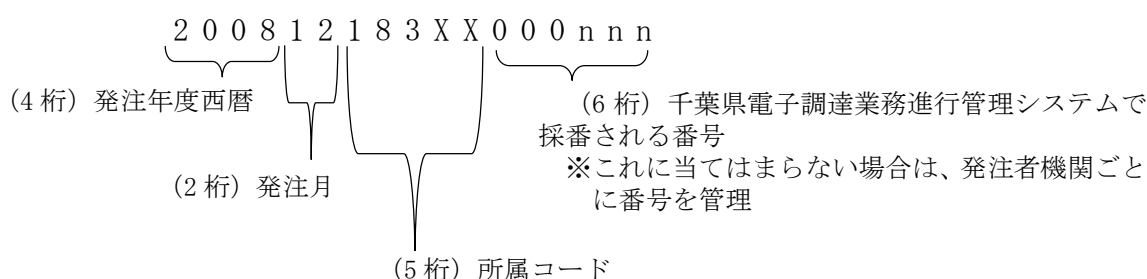 200812183XX000nnn
(4桁)発注年度西暦
(6桁)千葉県電子調達業務進行管理システムで
採番される番号
※これに当てはまらない場合は、発注者機関ごと
に番号を管理
(2桁)発注月
(5桁)所属コード